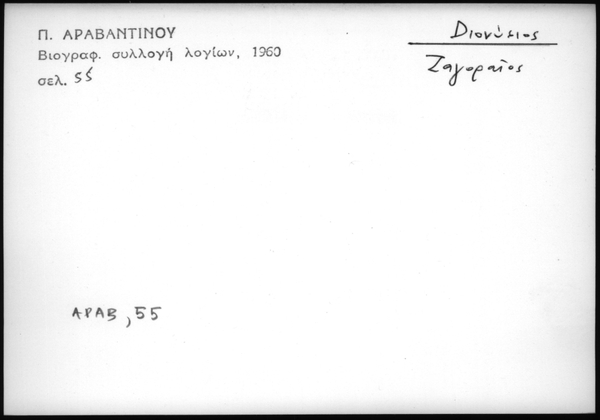 Π. ΑΡΑΒΑΝΤΙΝΟΥ
Βιογραφ. συλλογή λογίων, 1960
σελ. 55
Διονύσιος
Ζαγοραῖος
ΑΡΑΒ, 55